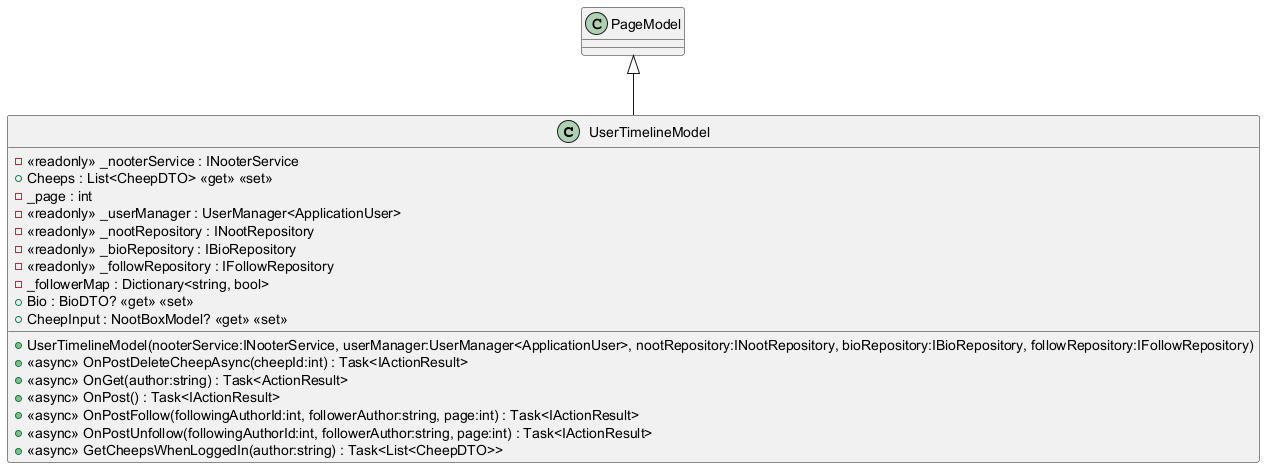 C PageModel
C UserTimelineModel
«readonly» _nooterService : INooterService
Cheeps : List<CheepDTO> «get» «set»
_page : int
«readonly» _userManager : UserManager<ApplicationUser>
«readonly» _nootRepository : INootRepository
«readonly» _bioRepository : IBioRepository
«readonly» _followRepository : IFollowRepository
_followerMap : Dictionary<string, bool>
Bio : BioDTO? «get» «set»
CheepInput : NootBoxModel? «get» «set»
UserTimelineModel(nooterService:INooterService, userManager:UserManager<ApplicationUser>, nootRepository:INootRepository, bioRepository:IBioRepository, followRepository:IFollowRepository)
«async» OnPostDeleteCheepAsync(cheepId:int) : Task<IActionResult>
«async» OnGet(author:string) : Task<ActionResult>
«async» OnPost() : Task<IActionResult>
«async» OnPostFollow(followingAuthorId:int, followerAuthor:string, page:int) : Task<IActionResult>
«async» OnPostUnfollow(followingAuthorId:int, followerAuthor:string, page:int) : Task<IActionResult>
«async» GetCheepsWhenLoggedIn(author:string) : Task<List<CheepDTO>>